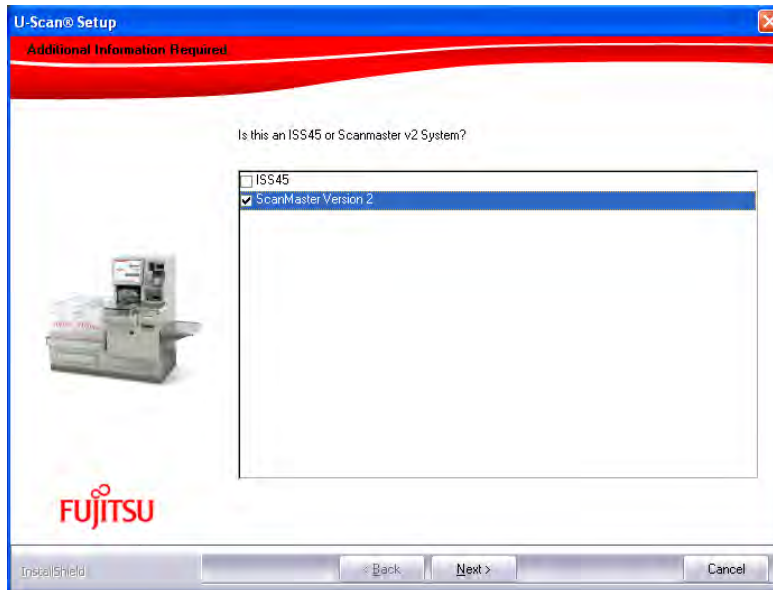 U-Scan® Setup
Additional Information Required
Is this an ISS45 or Scanmaster v2 System?
ISS45
ScanMaster Version 2
FUJITSU
InstallShield
< Back
Next >
Cancel